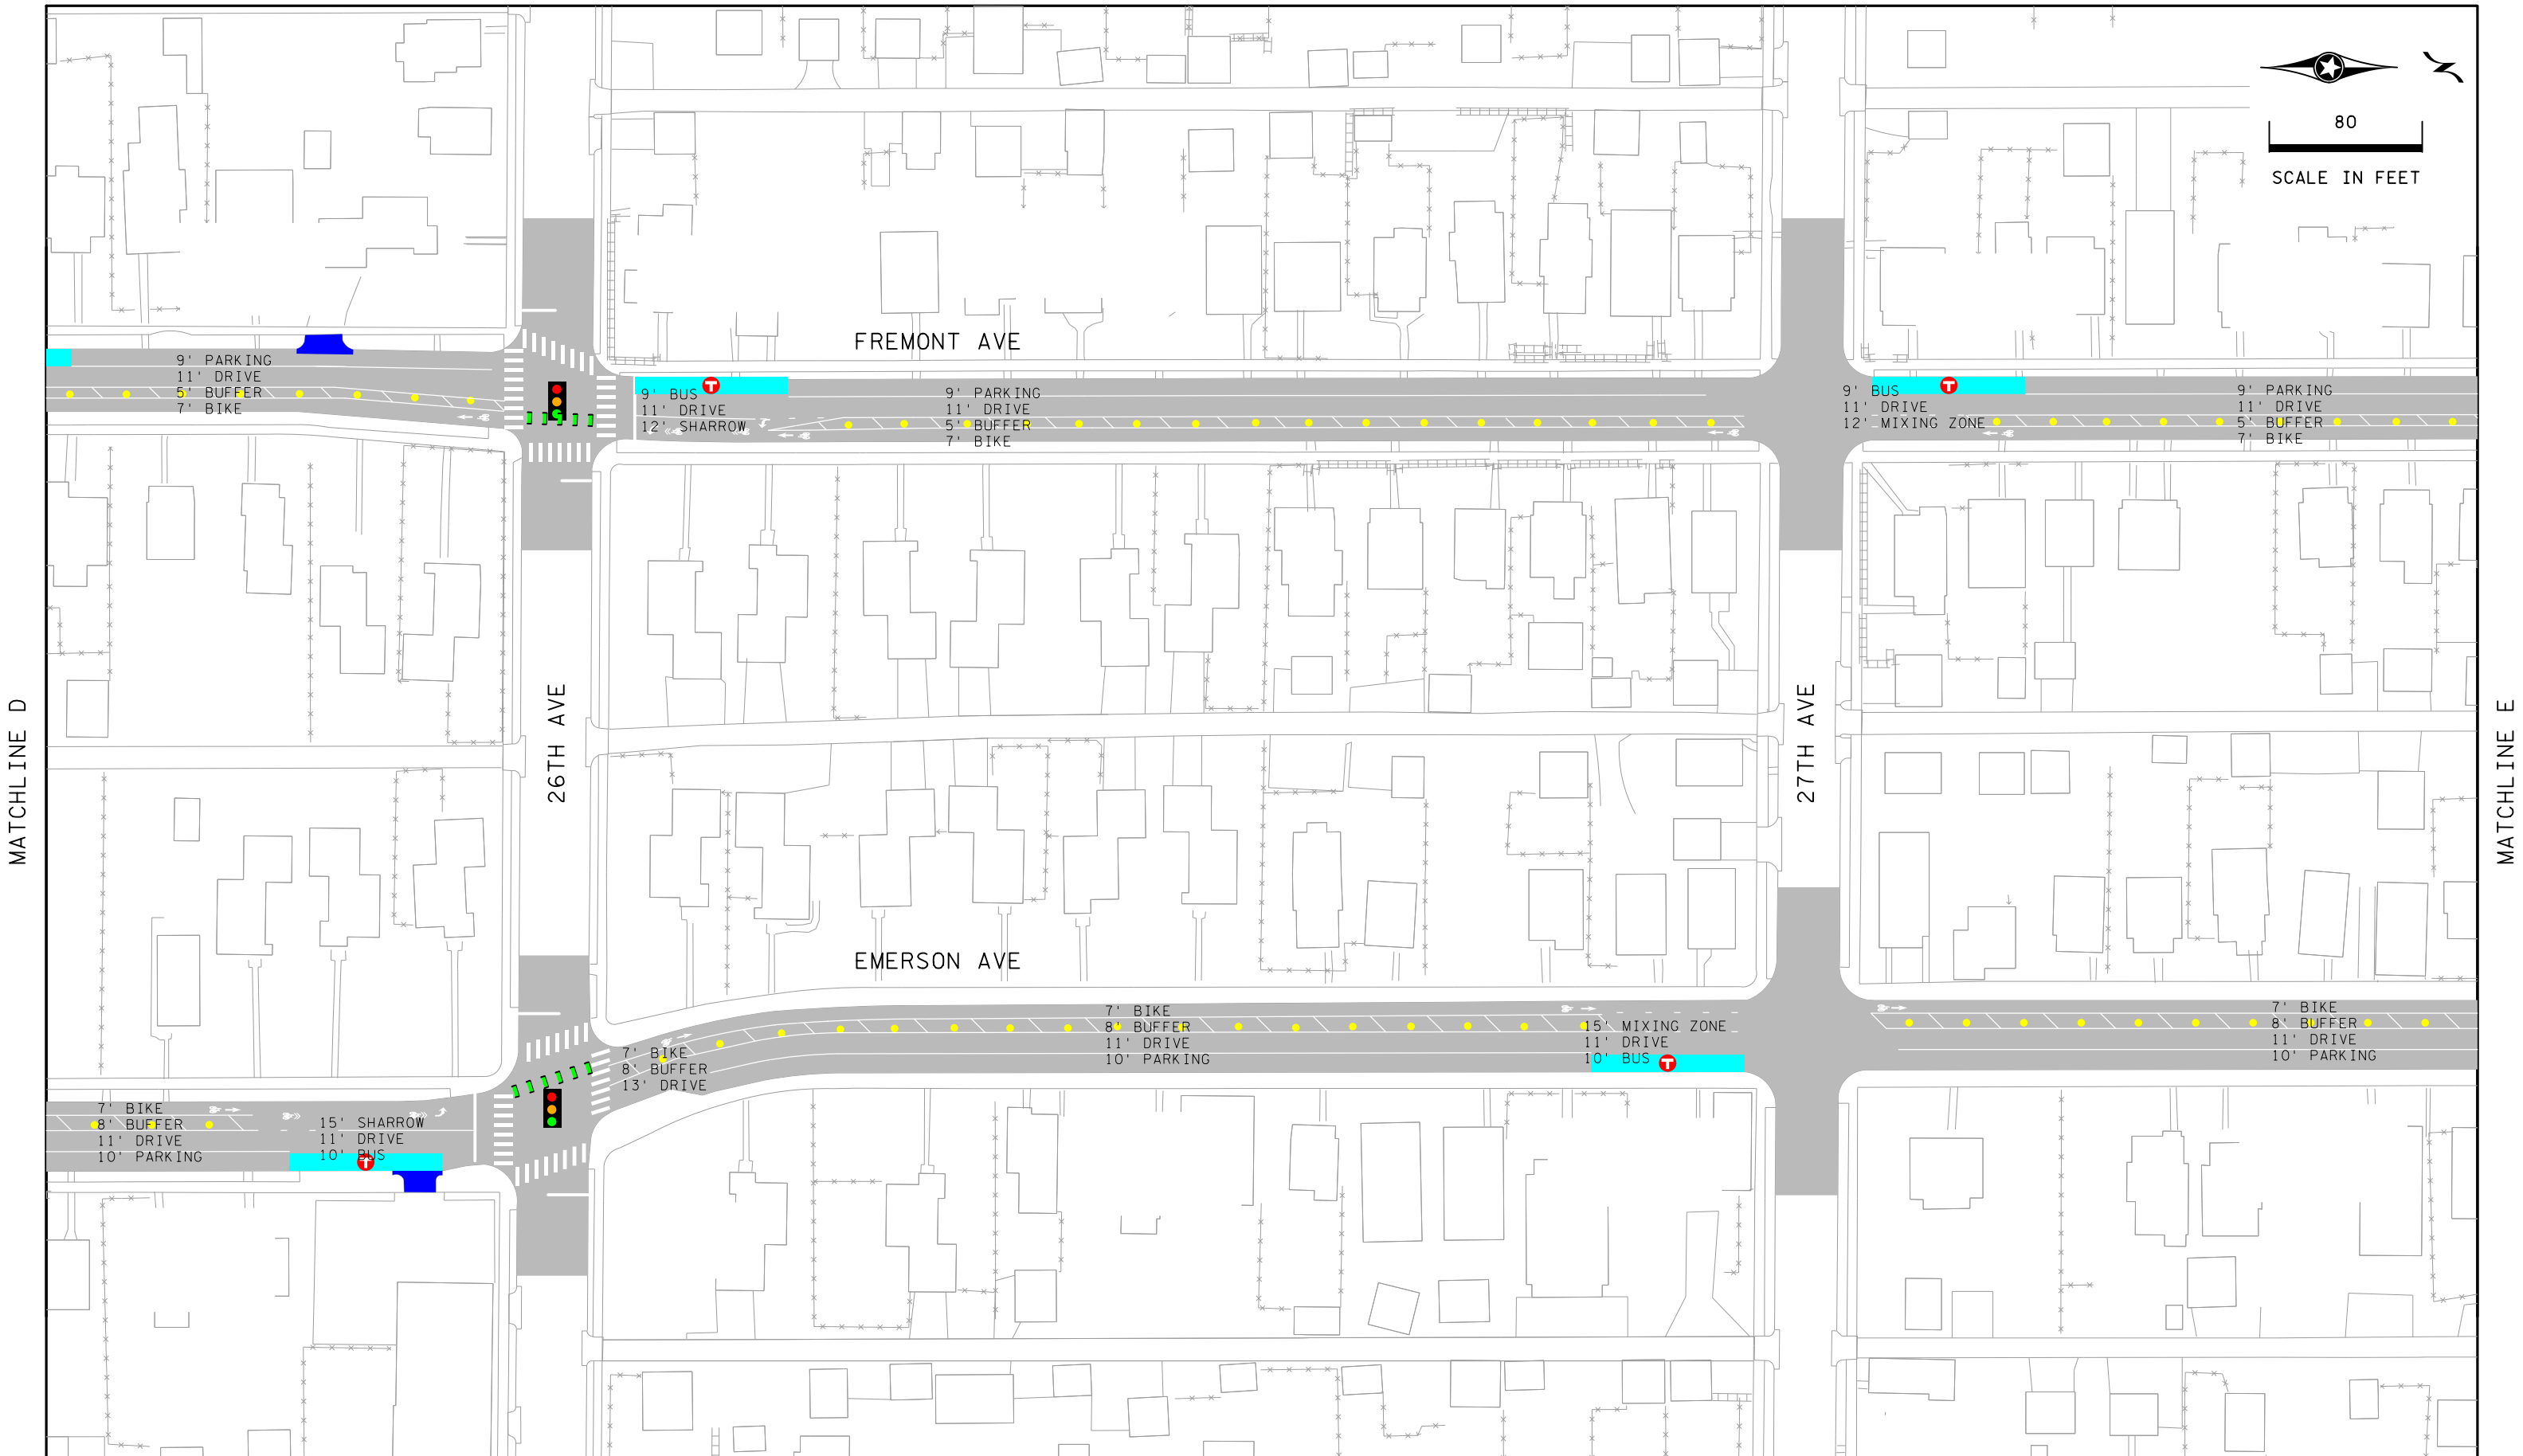 80
SCALE IN FEET
FREMONT AVE
9' PARKING
11' DRIVE
5' BUFFER
7' BIKE
9' BUS
11' DRIVE
12' SHARROW
9' PARKING
11' DRIVE
5' BUFFER
7' BIKE
9' BUS
11' DRIVE
12' MIXING ZONE
9' PARKING
11' DRIVE
5' BUFFER
7' BIKE
MATCHLINE D
26TH AVE
27TH AVE
MATCHLINE E
EMERSON AVE
7' BIKE
8' BUFFER
11' DRIVE
10' PARKING
15' SHARROW
11' DRIVE
10' BUS
7' BIKE
8' BUFFER
13' DRIVE
7' BIKE
8' BUFFER
11' DRIVE
10' PARKING
15' MIXING ZONE
11' DRIVE
10' BUS
7' BIKE
8' BUFFER
11' DRIVE
10' PARKING
T
T
T
T